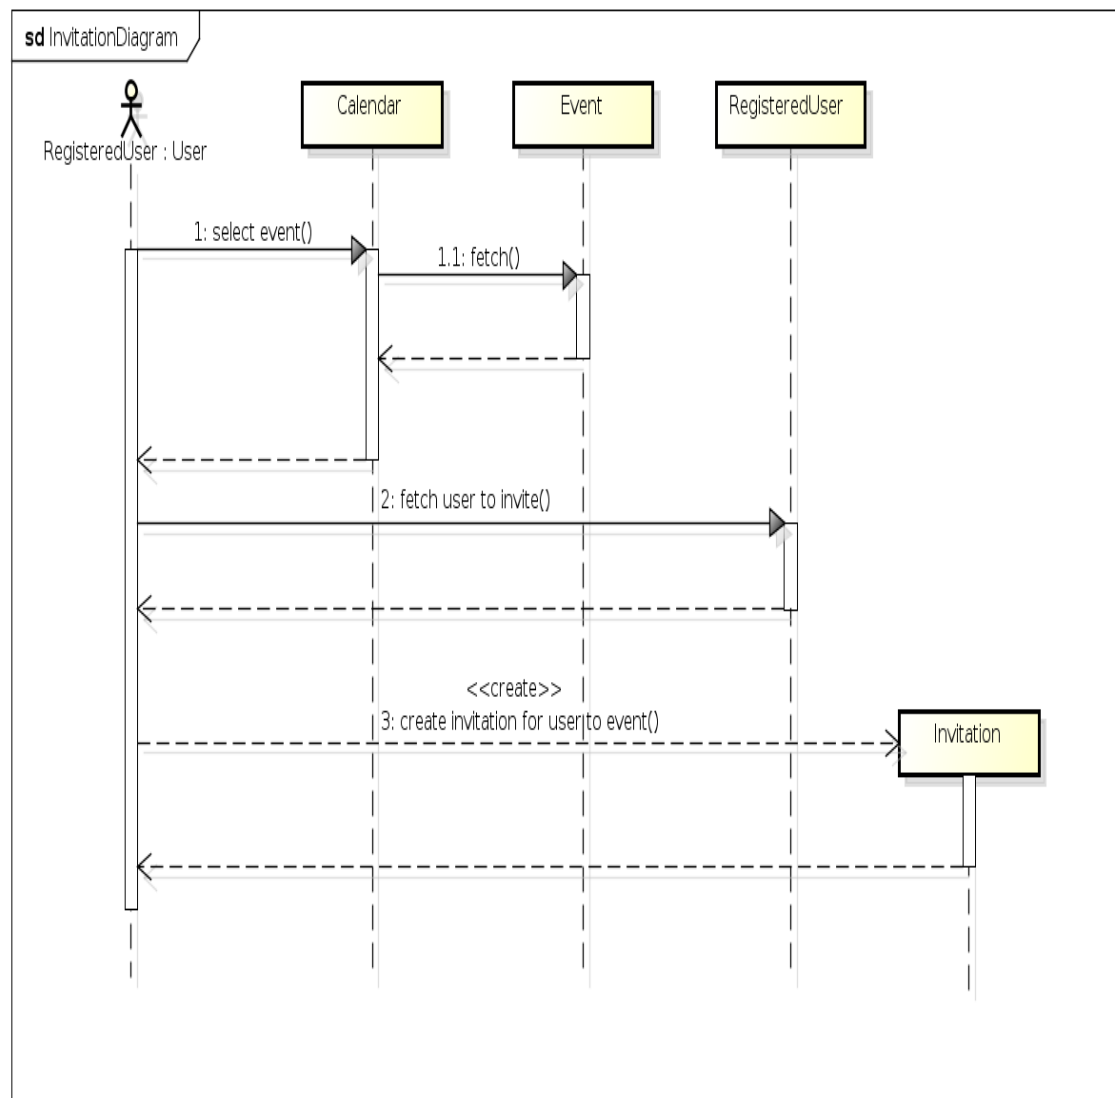 sd InvitationDiagram
RegisteredUser : User
Calendar
Event
RegisteredUser
1: select event()
1.1: fetch()
2: fetch user to invite()
<<create>>
3: create invitation for user to event()
Invitation